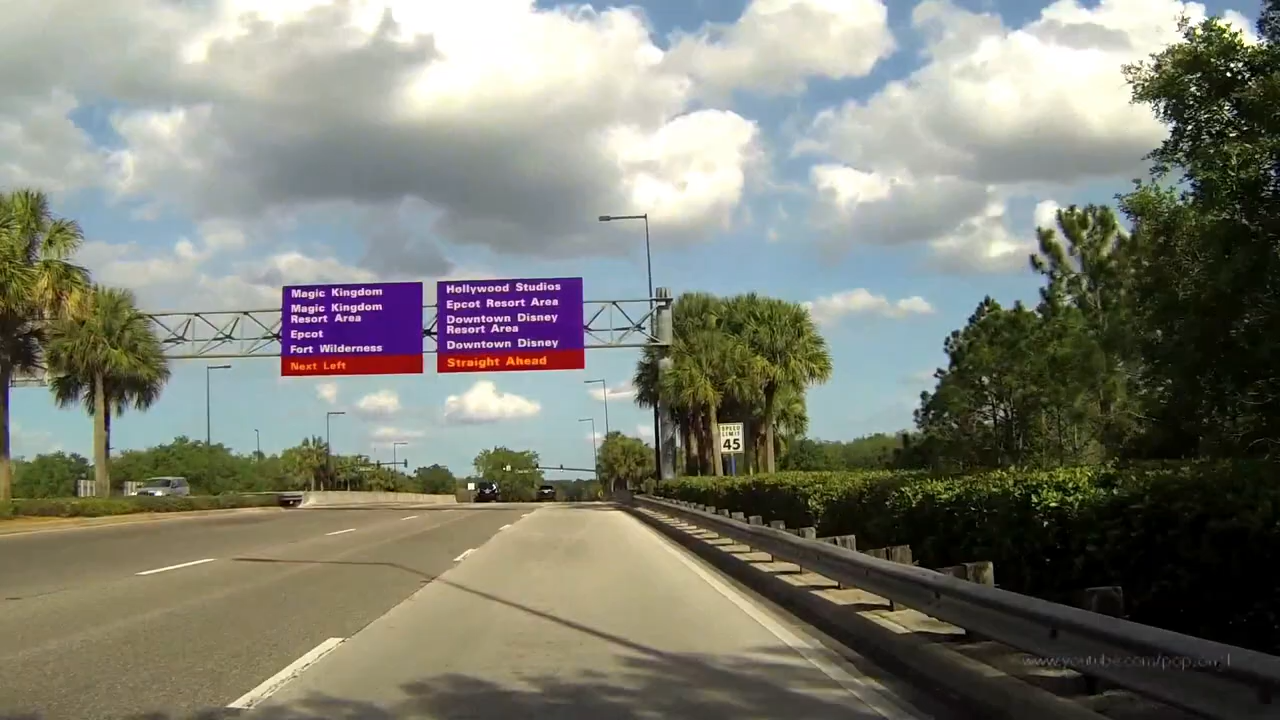 Magic Kingdom
Magic Kingdom
Resort Area
Epcot
Fort Wilderness
Next Left
Hollywood Studios
Epcot Resort Area
Downtown Disney
Resort Area
Downtown Disney
Straight Ahead
SPEED
LIMIT
45